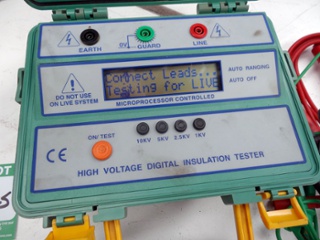 EARTH
0V
GUARD
LINE
DO NOT USE
ON LIVE SYSTEM
Connect Leads...
Testing for LIVE
AUTO RANGING
AUTO OFF
MICROPROCESSOR CONTROLLED
ON/ TEST
10KV 5KV 2.5KV 1KV
CE
HIGH VOLTAGE DIGITAL INSULATION TESTER